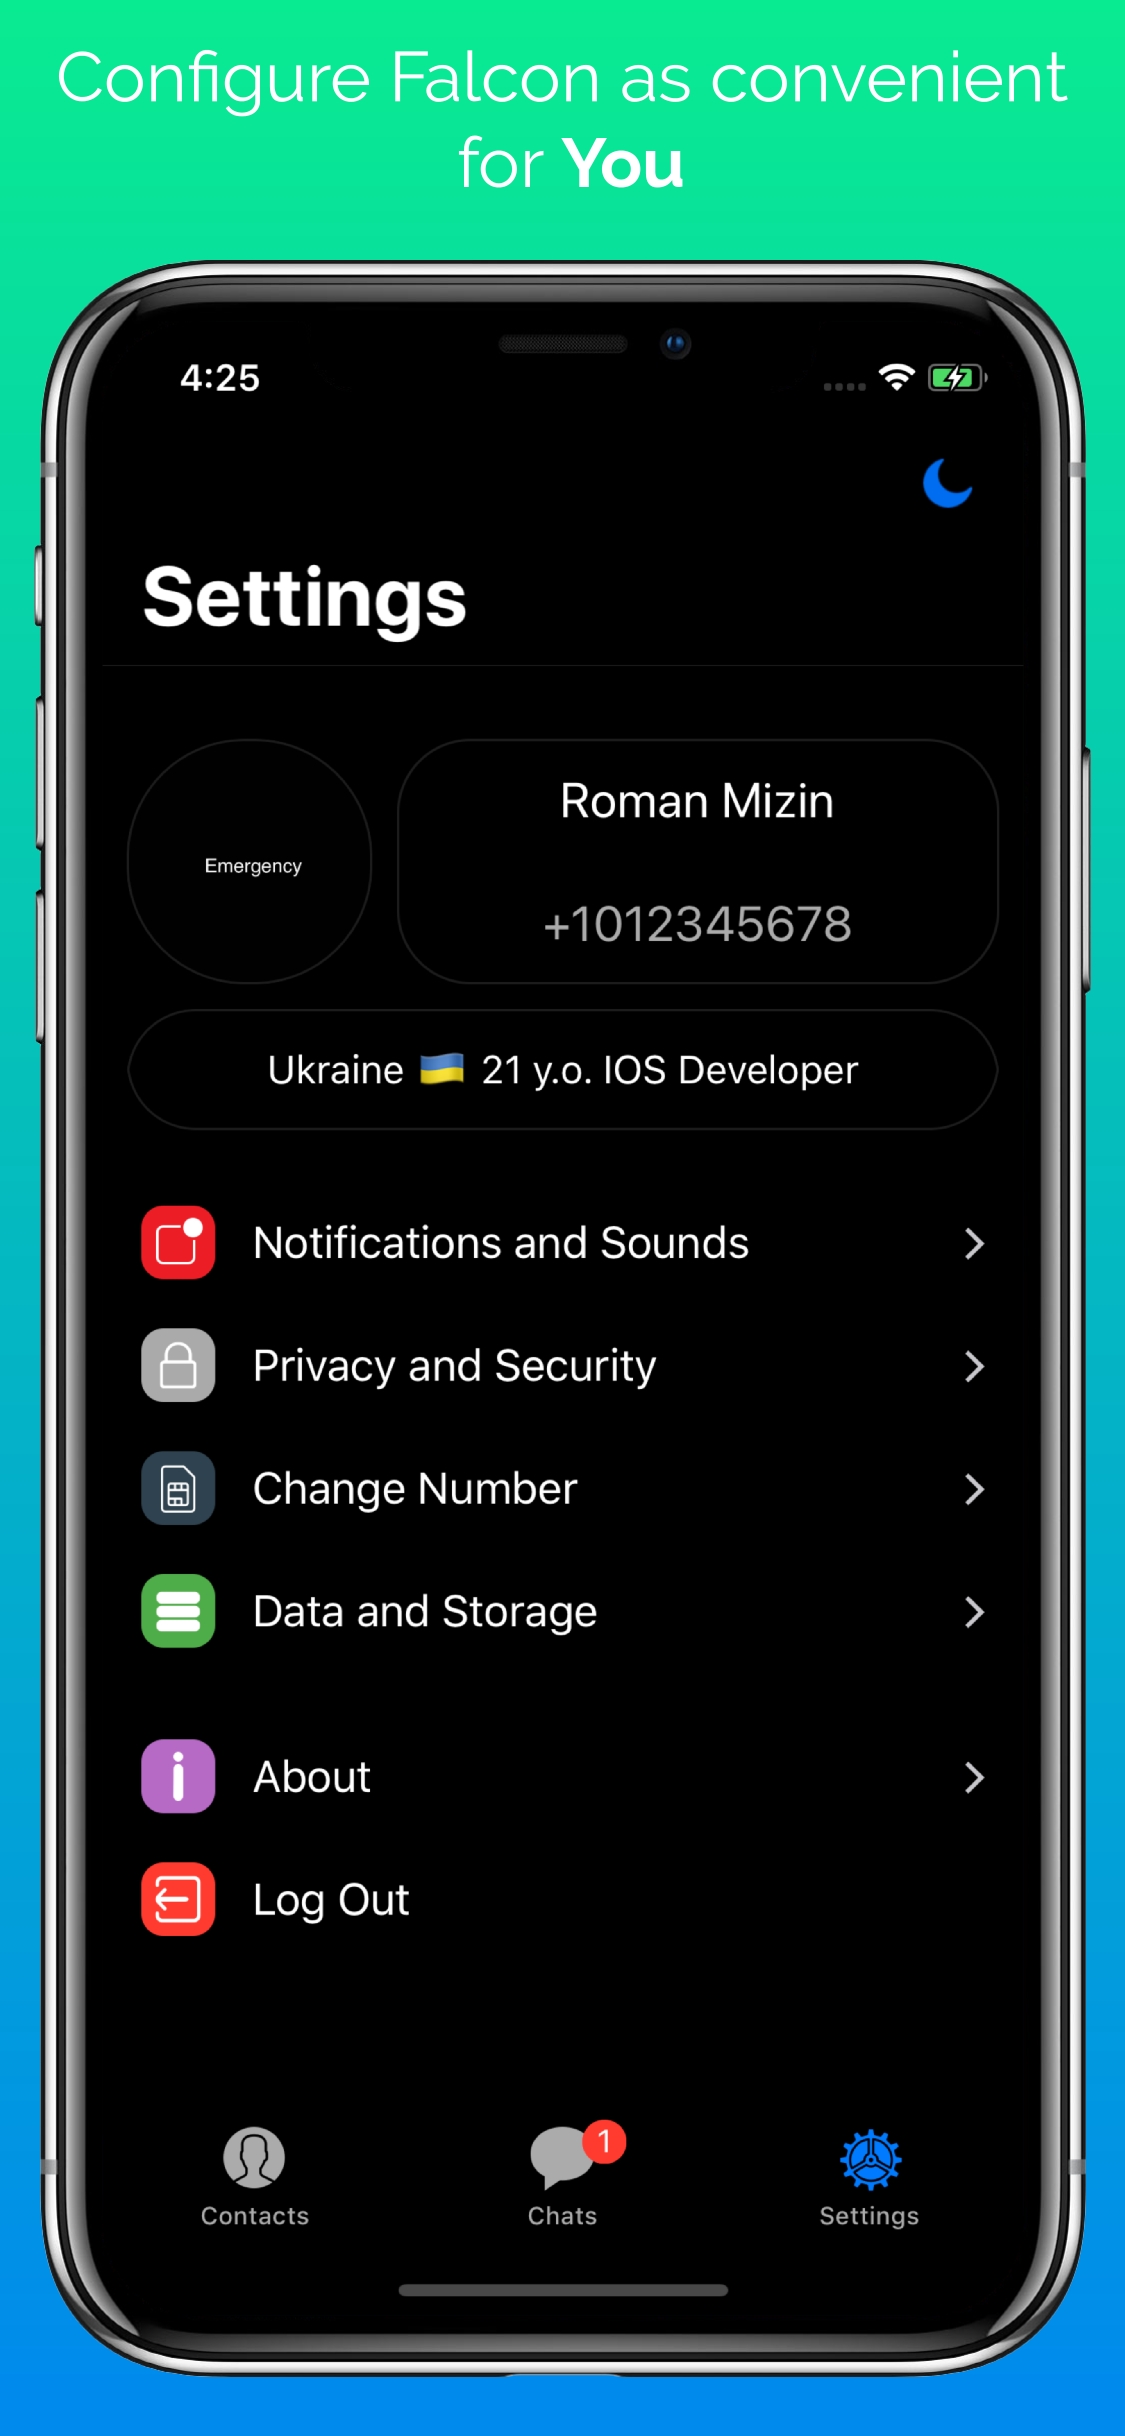 Configure Falcon as convenient
for You
4:25
Settings
Emergency
Roman Mizin
+1012345678
Ukraine 🇺🇦 21 y.o. IOS Developer
Notifications and Sounds
Privacy and Security
Change Number
Data and Storage
About
Log Out
1
Contacts
Chats
Settings